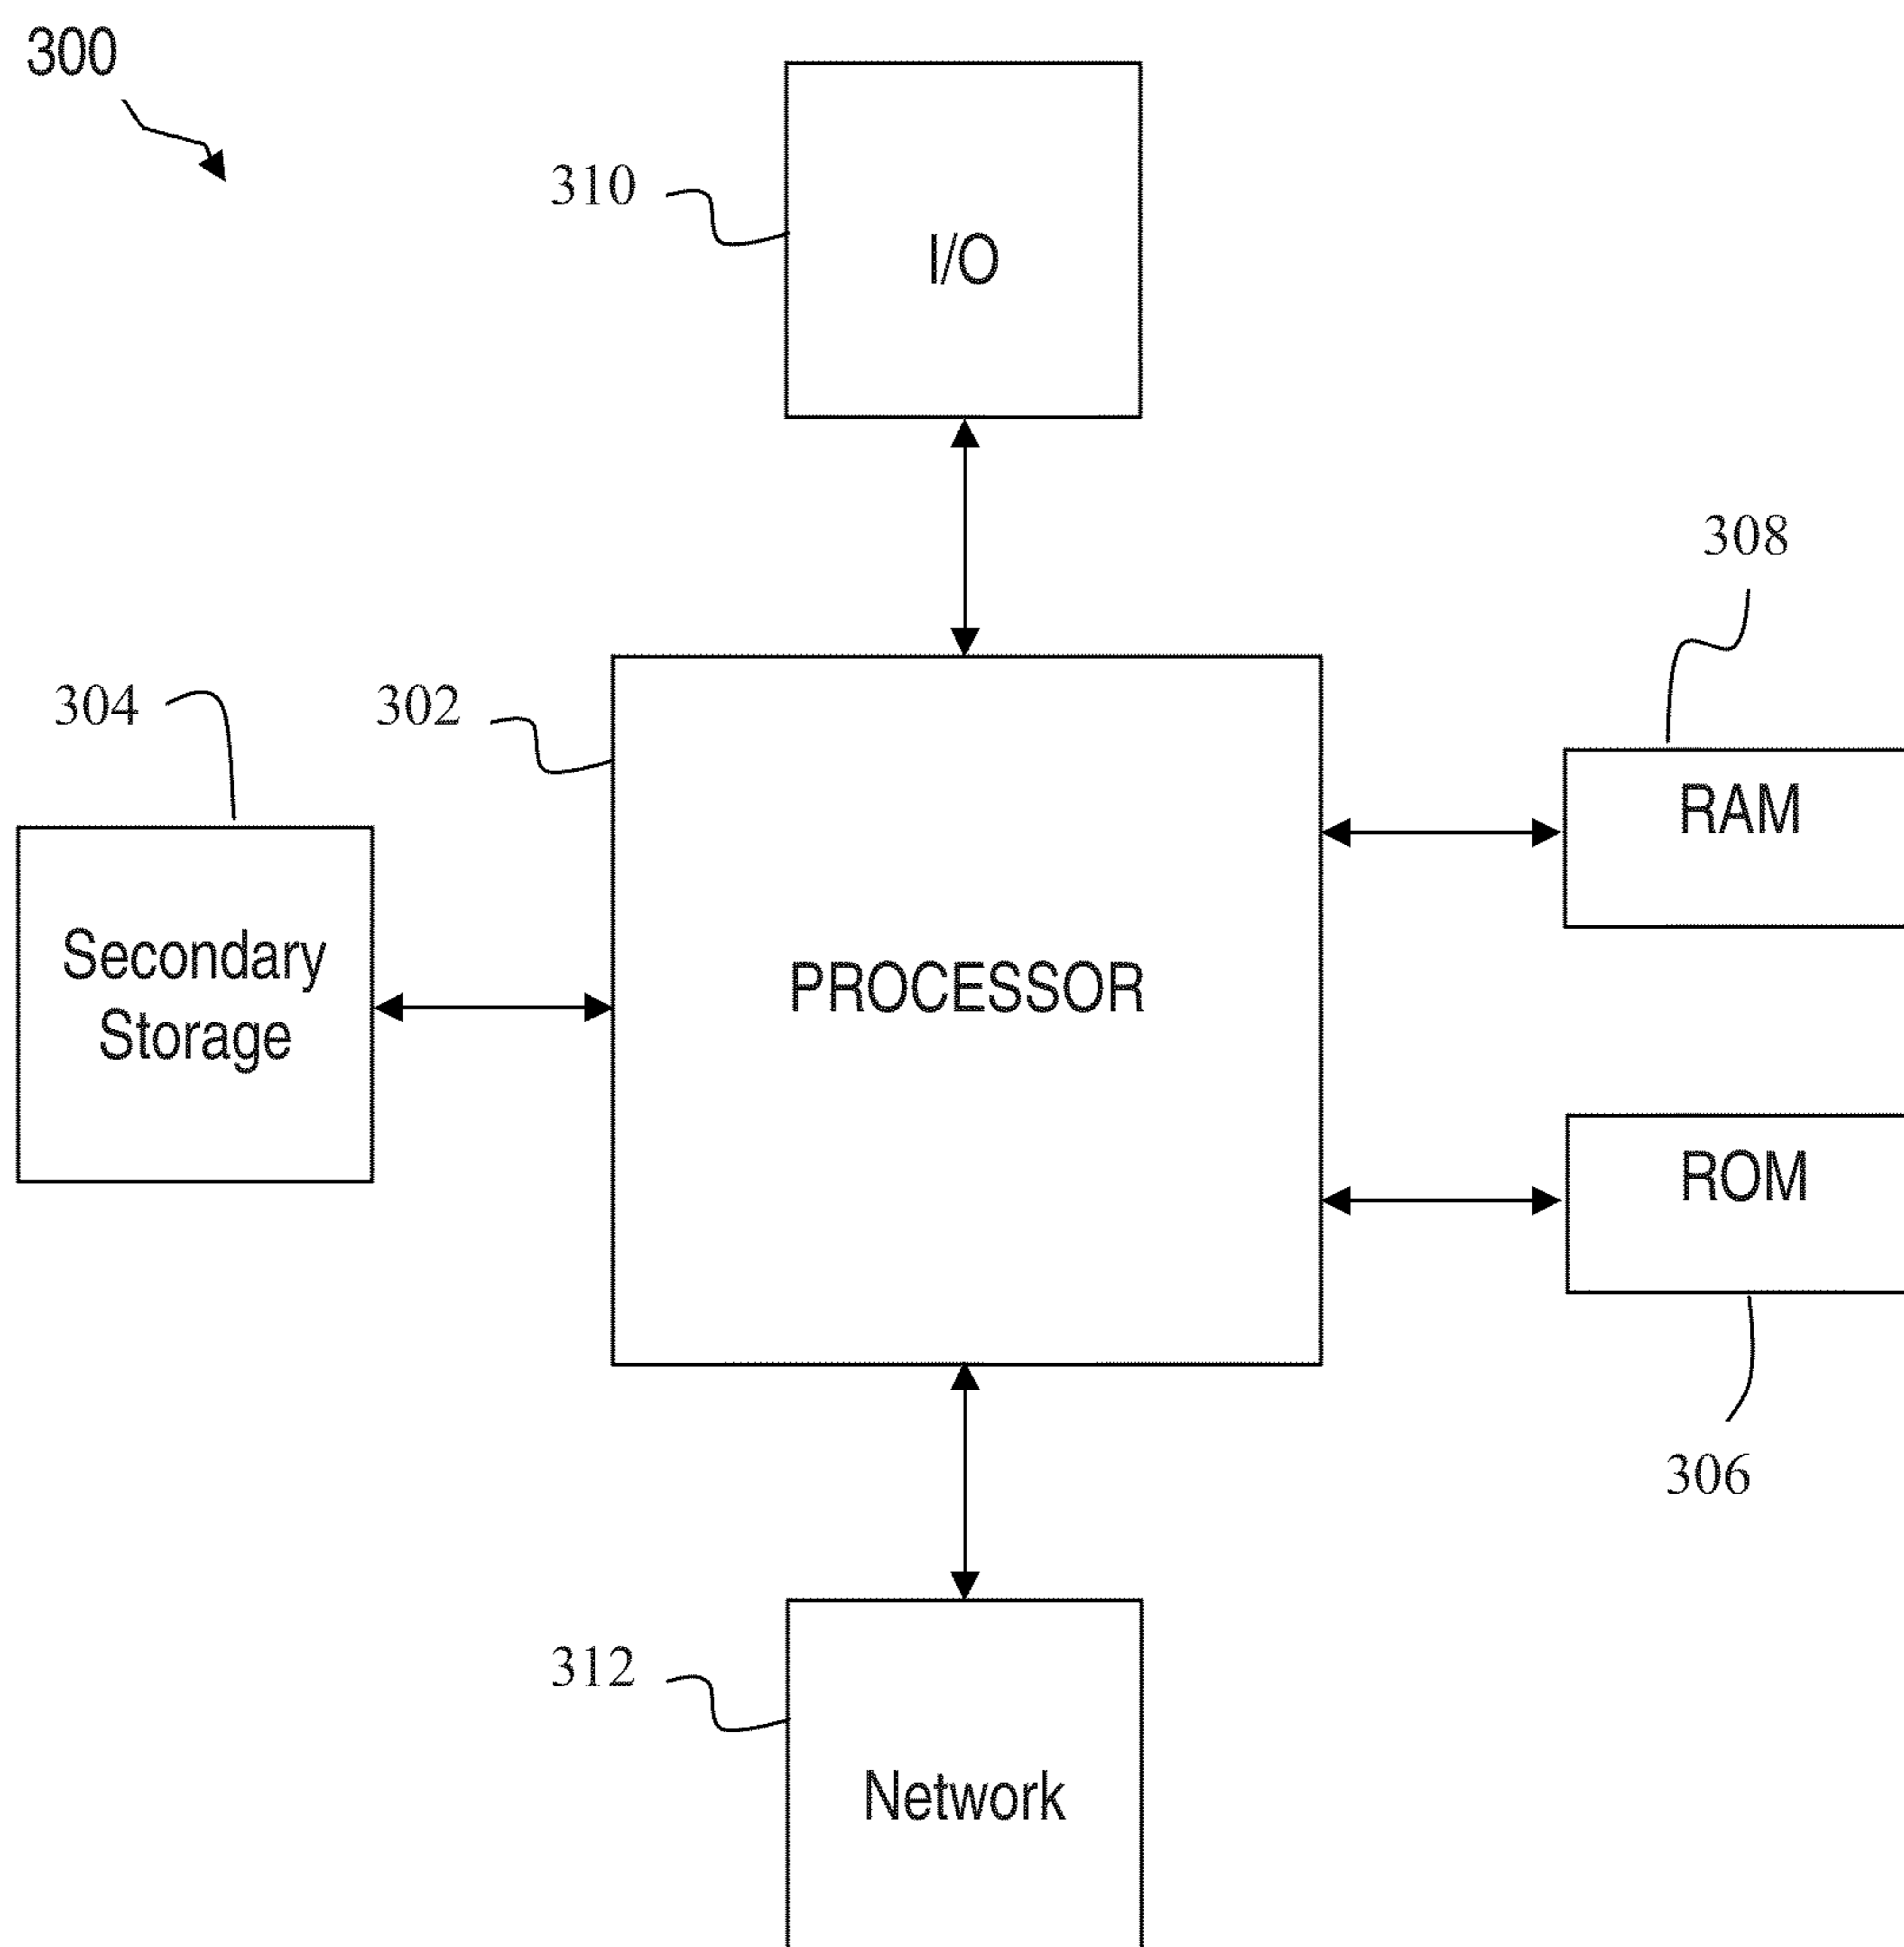 300
310
I/O
308
304
302
RAM
Secondary
Storage
PROCESSOR
ROM
306
312
Network